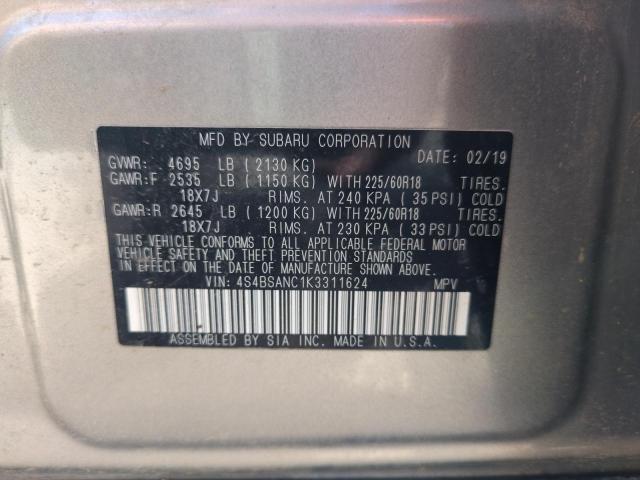 MFD BY SUBARU CORPORATION
GVWR: 4695 LB ( 2130 KG) DATE: 02/19
GAWR:F 2535 LB ( 1150 KG) WITH 225/60R18 TIRES.
18X7J RIMS. AT 240 KPA ( 35 PSI) COLD
GAWR:R 2645 LB ( 1200 KG) WITH 225/60R18 TIRES.
18X7J RIMS. AT 230 KPA ( 33 PSI) COLD
THIS VEHICLE CONFORMS TO ALL APPLICABLE FEDERAL MOTOR
VEHICLE SAFETY AND THEFT PREVENTION STANDARDS
IN EFFECT ON THE DATE OF MANUFACTURE SHOWN ABOVE.
VIN: 4S4BSANC1K3311624 MPV
ASSEMBLED BY SIA INC. MADE IN U.S.A.